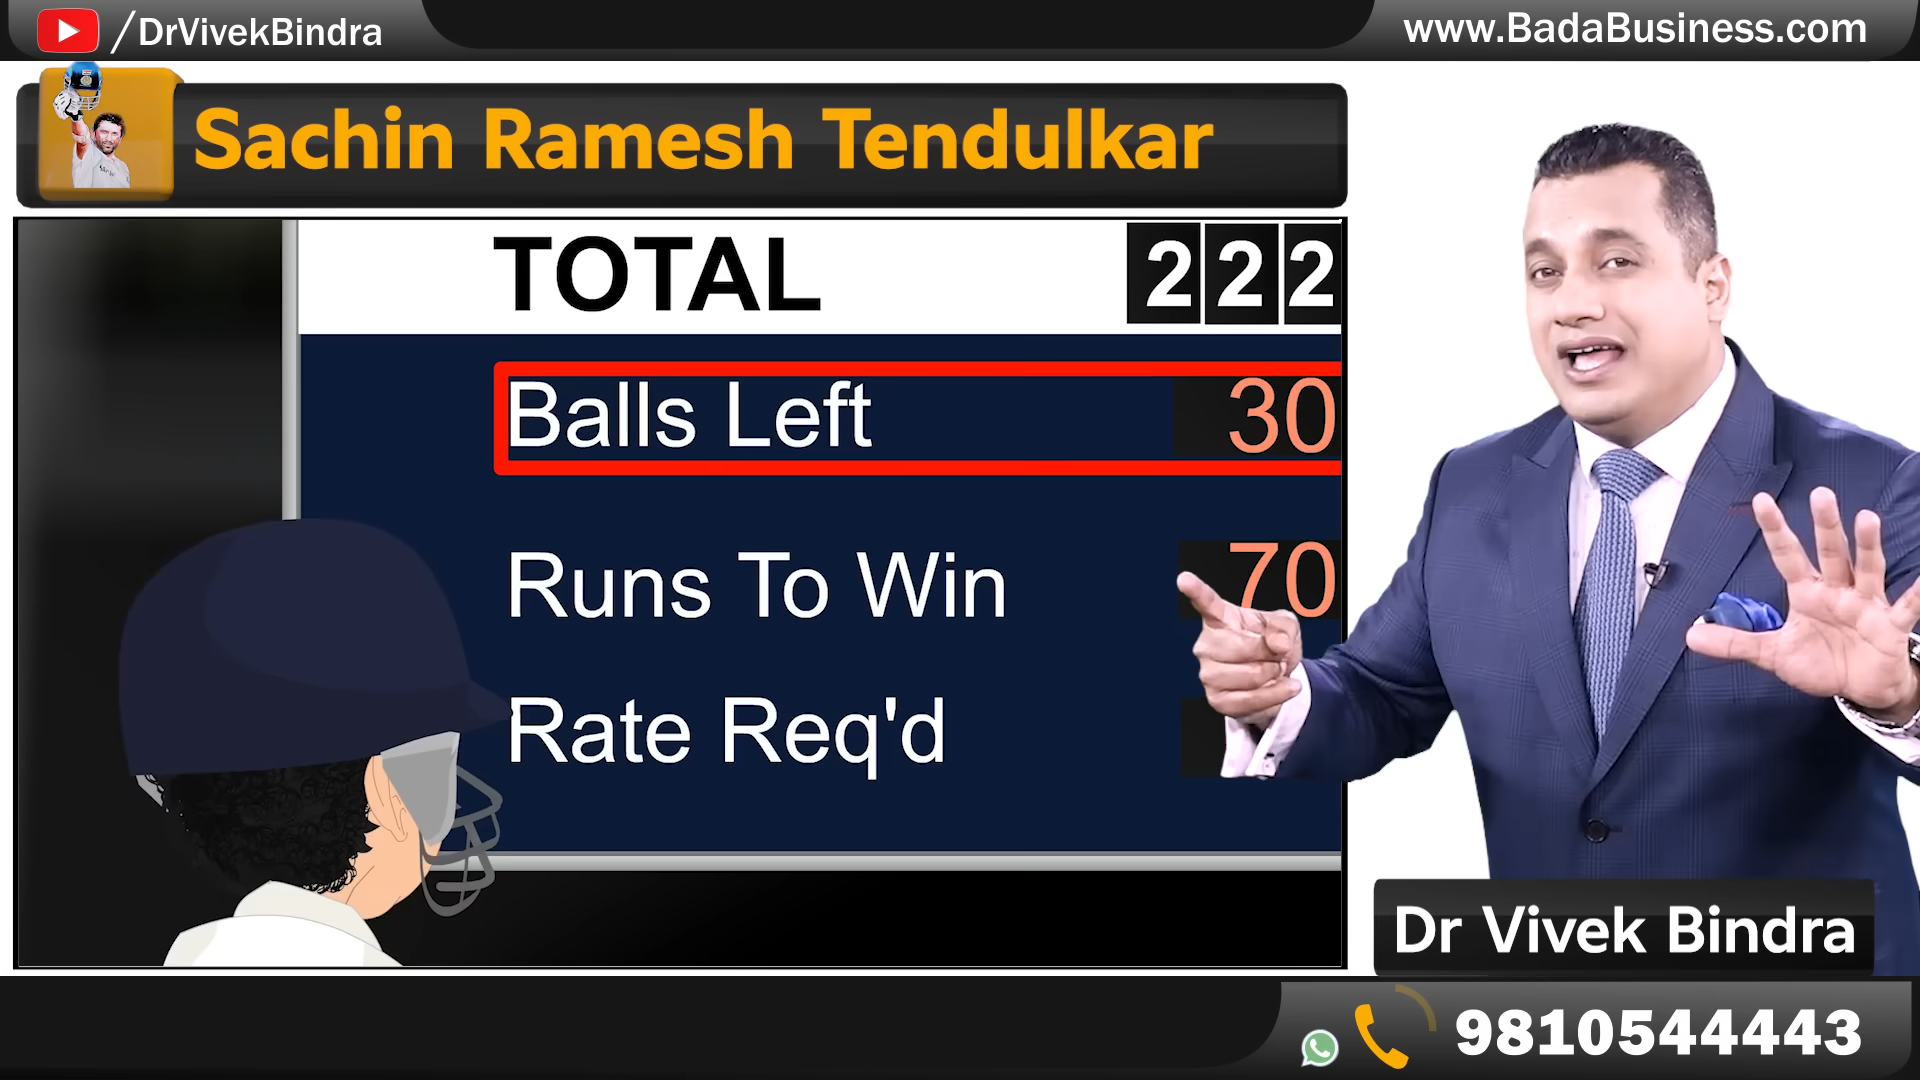 /DrVivekBindra
www.BadaBusiness.com
Sachin Ramesh Tendulkar
TOTAL 222
Balls Left 30
Runs To Win 70
Rate Req'd
Dr Vivek Bindra
9810544443